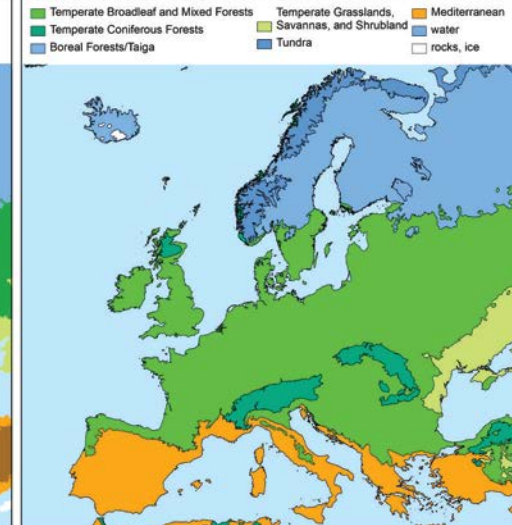 Temperate Broadleaf and Mixed Forests
Temperate Coniferous Forests
Boreal Forests/Taiga
Temperate Grasslands,
Savannas, and Shrubland
Tundra
Mediterranean
water
rocks, ice